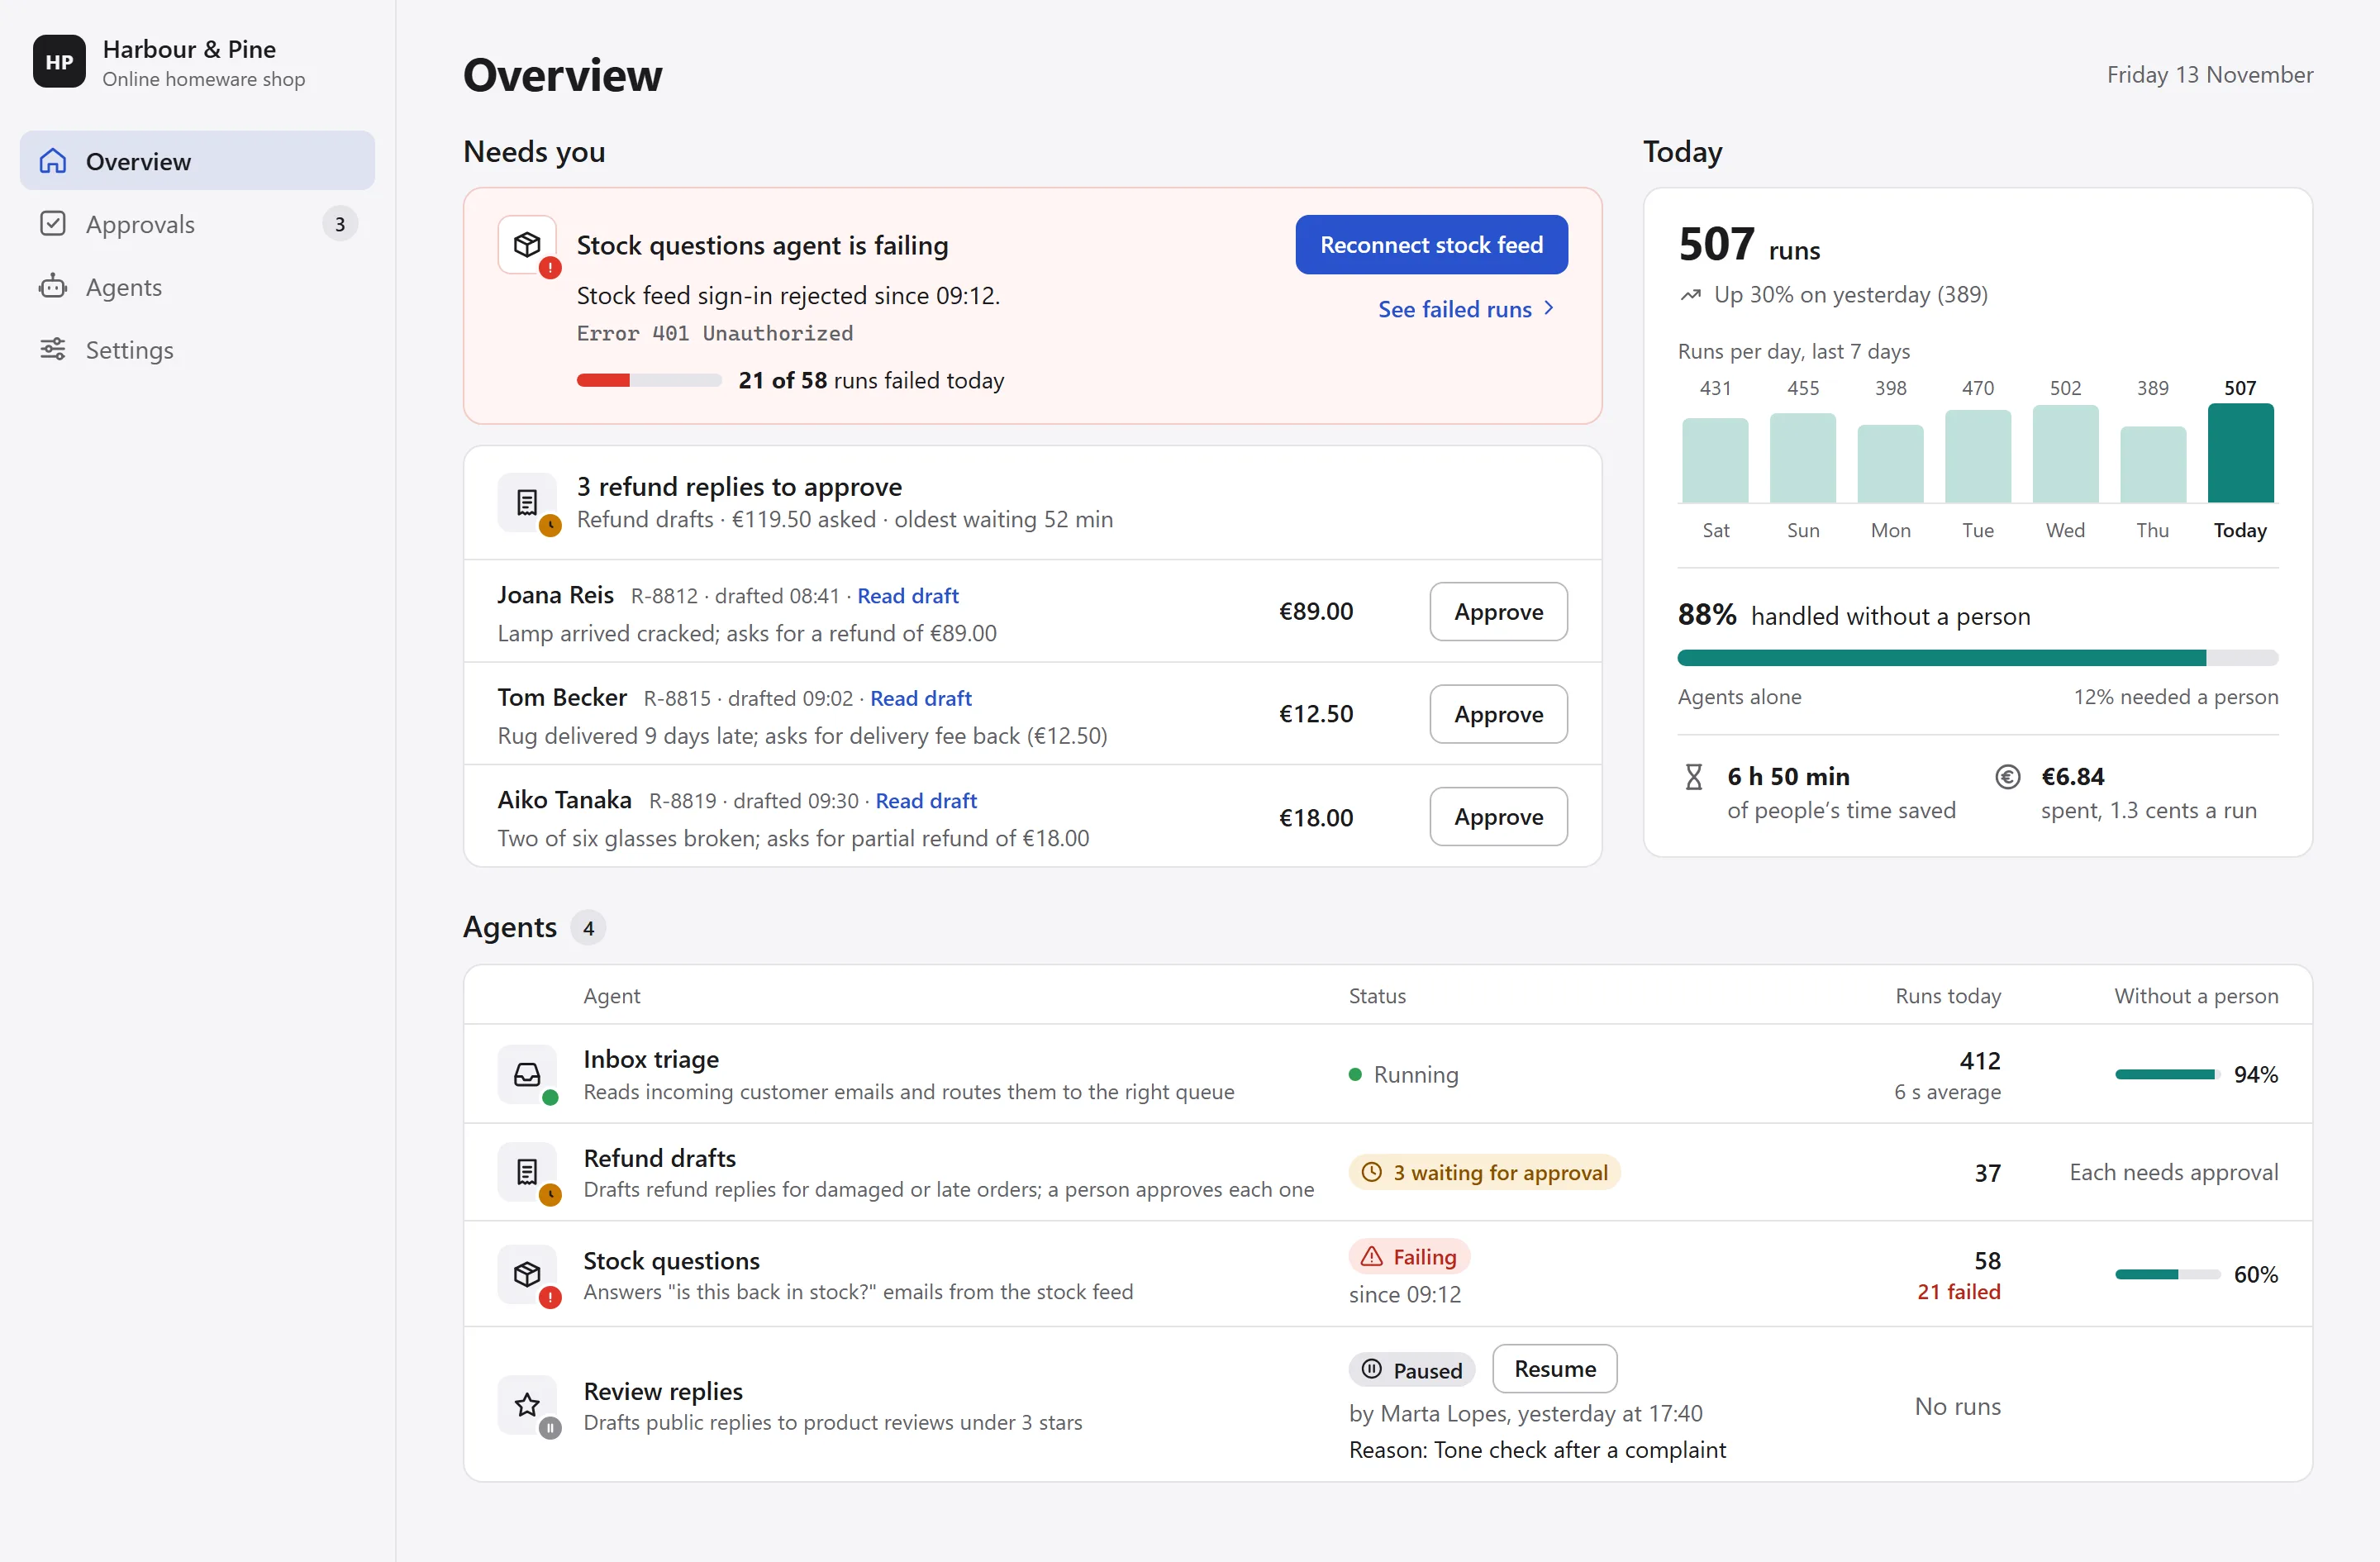 HP
Harbour & Pine
Online homeware shop
Overview
Approvals 3
Agents
Settings
Overview
Friday 13 November
Needs you
Stock questions agent is failing
Stock feed sign-in rejected since 09:12.
Error 401 Unauthorized
21 of 58 runs failed today
Reconnect stock feed
See failed runs
3 refund replies to approve
Refund drafts · €119.50 asked · oldest waiting 52 min
Joana Reis R-8812 · drafted 08:41 · Read draft
Lamp arrived cracked; asks for a refund of €89.00
€89.00
Approve
Tom Becker R-8815 · drafted 09:02 · Read draft
Rug delivered 9 days late; asks for delivery fee back (€12.50)
€12.50
Approve
Aiko Tanaka R-8819 · drafted 09:30 · Read draft
Two of six glasses broken; asks for partial refund of €18.00
€18.00
Approve
Today
507 runs
Up 30% on yesterday (389)
Runs per day, last 7 days
431 455 398 470 502 389 507
Sat Sun Mon Tue Wed Thu Today
88% handled without a person
Agents alone 12% needed a person
6 h 50 min
of people's time saved
€6.84
spent, 1.3 cents a run
Agents 4
Agent Status Runs today Without a person
Inbox triage
Reads incoming customer emails and routes them to the right queue
Running
412
6 s average
94%
Refund drafts
Drafts refund replies for damaged or late orders; a person approves each one
3 waiting for approval
37
Each needs approval
Stock questions
Answers "is this back in stock?" emails from the stock feed
Failing
since 09:12
58
21 failed
60%
Review replies
Drafts public replies to product reviews under 3 stars
Paused
Resume
by Marta Lopes, yesterday at 17:40
Reason: Tone check after a complaint
No runs